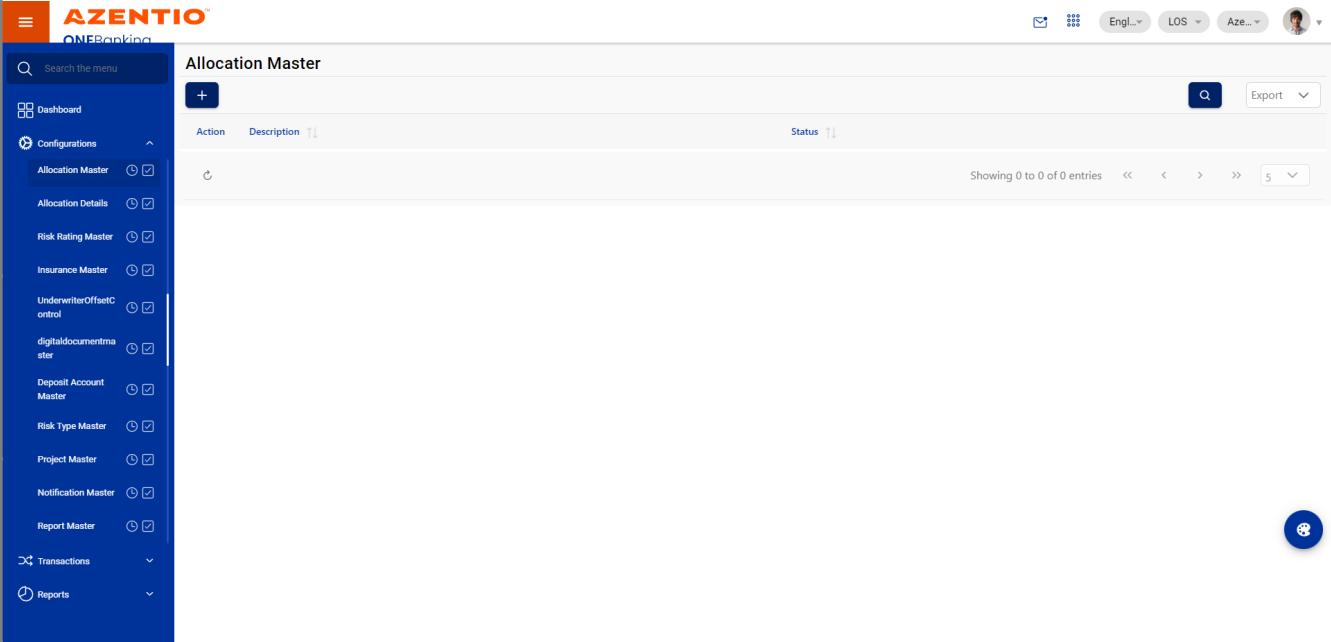 AZENTIO™
ONEBanking
Engl...
LOS
Aze...
Search the menu
Dashboard
Configurations
Allocation Master
Allocation Details
Risk Rating Master
Insurance Master
UnderwriterOffsetC
ontrol
digitaldocumentma
ster
Deposit Account
Master
Risk Type Master
Project Master
Notification Master
Report Master
Transactions
Reports
Allocation Master
+
Export
Action Description Status
Showing 0 to 0 of 0 entries
5